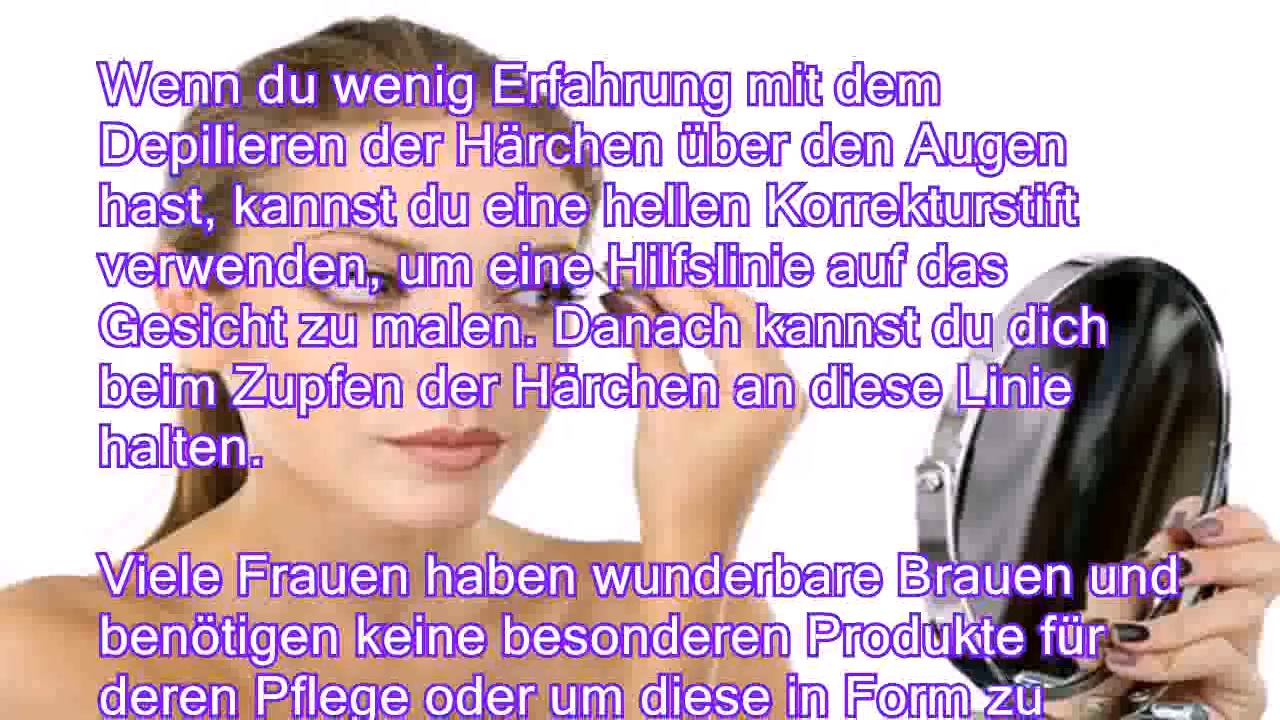 Wenn du wenig Erfahrung mit dem
Depilieren der Härchen über den Augen
hast, kannst du eine hellen Korrekturstift
verwenden, um eine Hilfslinie auf das
Gesicht zu malen. Danach kannst du dich
beim Zupfen der Härchen an diese Linie
halten.
Viele Frauen haben wunderbare Brauen und
benötigen keine besonderen Produkte für
deren Pflege oder um diese in Form zu